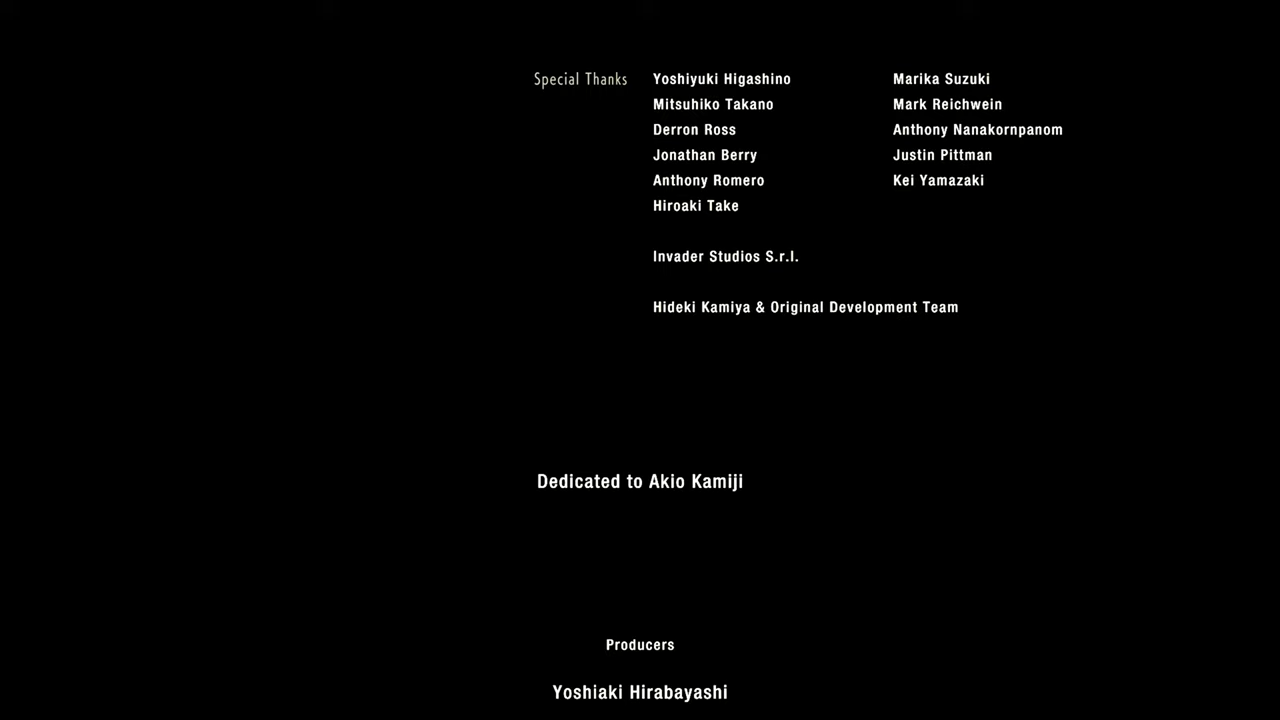 Special Thanks Yoshiyuki Higashino Marika Suzuki
Mitsuhiko Takano Mark Reichwein
Derron Ross Anthony Nanakornpanom
Jonathan Berry Justin Pittman
Anthony Romero Kei Yamazaki
Hiroaki Take
Invader Studios S.r.l.
Hideki Kamiya & Original Development Team
Dedicated to Akio Kamiji
Producers
Yoshiaki Hirabayashi